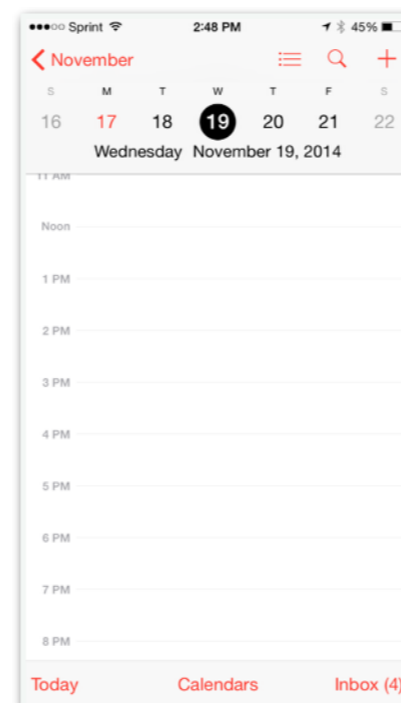 Sprint 2:48 PM 45%
November
S M T W T F S
16 17 18 19 20 21 22
Wednesday November 19, 2014
11 AM
Noon
1 PM
2 PM
3 PM
4 PM
5 PM
6 PM
7 PM
8 PM
Today Calendars Inbox (4)